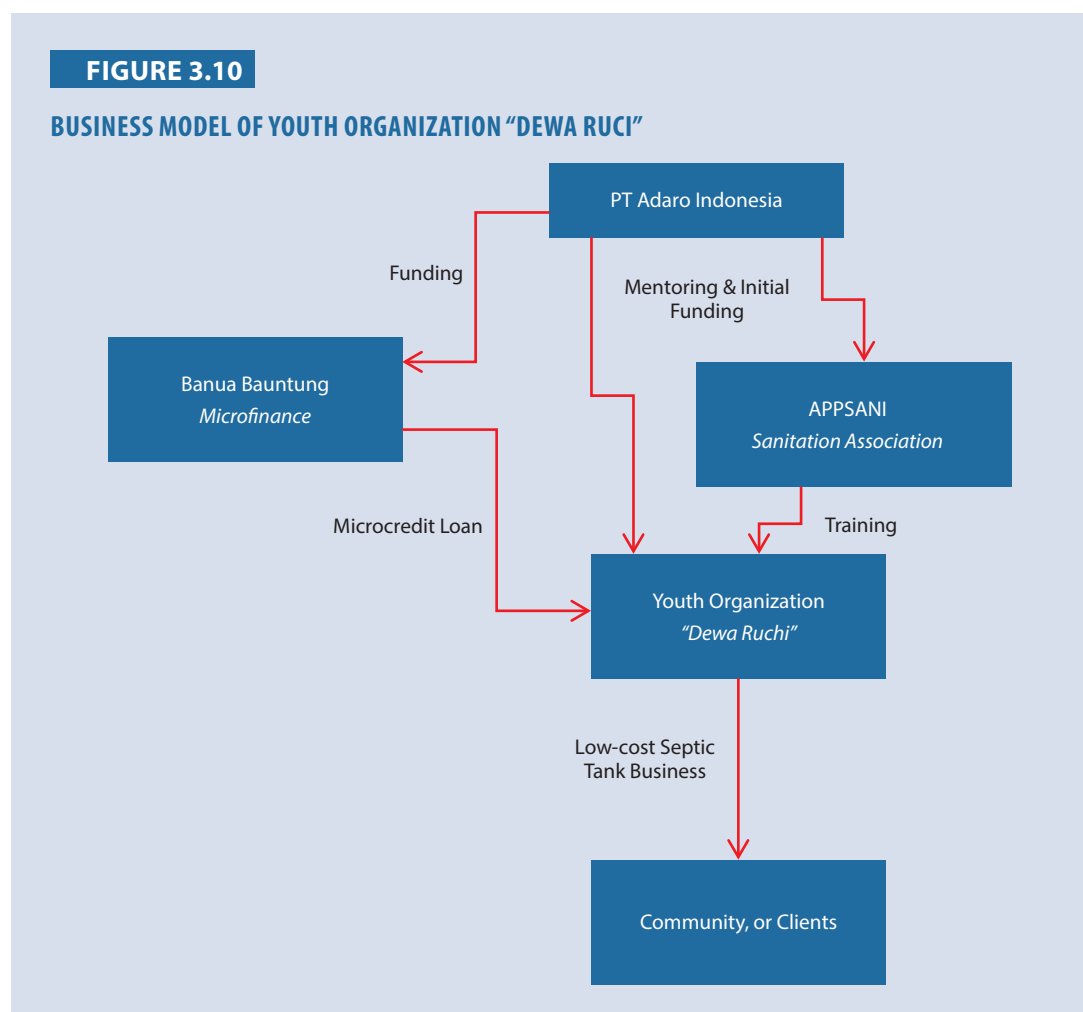 FIGURE 3.10
BUSINESS MODEL OF YOUTH ORGANIZATION “DEWA RUCI”
PT Adaro Indonesia
Funding
Mentoring & Initial
Funding
Banua Bauntung
Microfinance
APPSANI
Sanitation Association
Microcredit Loan
Training
Youth Organization
“Dewa Ruchi”
Low-cost Septic
Tank Business
Community, or Clients